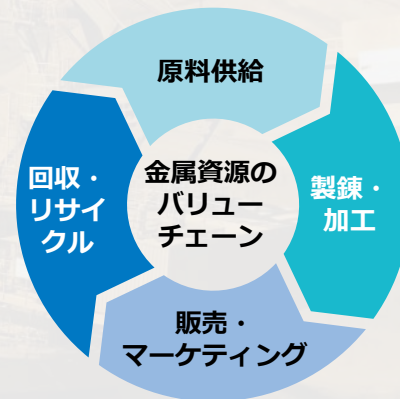 原料供給
金属資源の
バリュー
チェーン
製錬・
加工
回収・
リサイ
クル
販売・
マーケティング